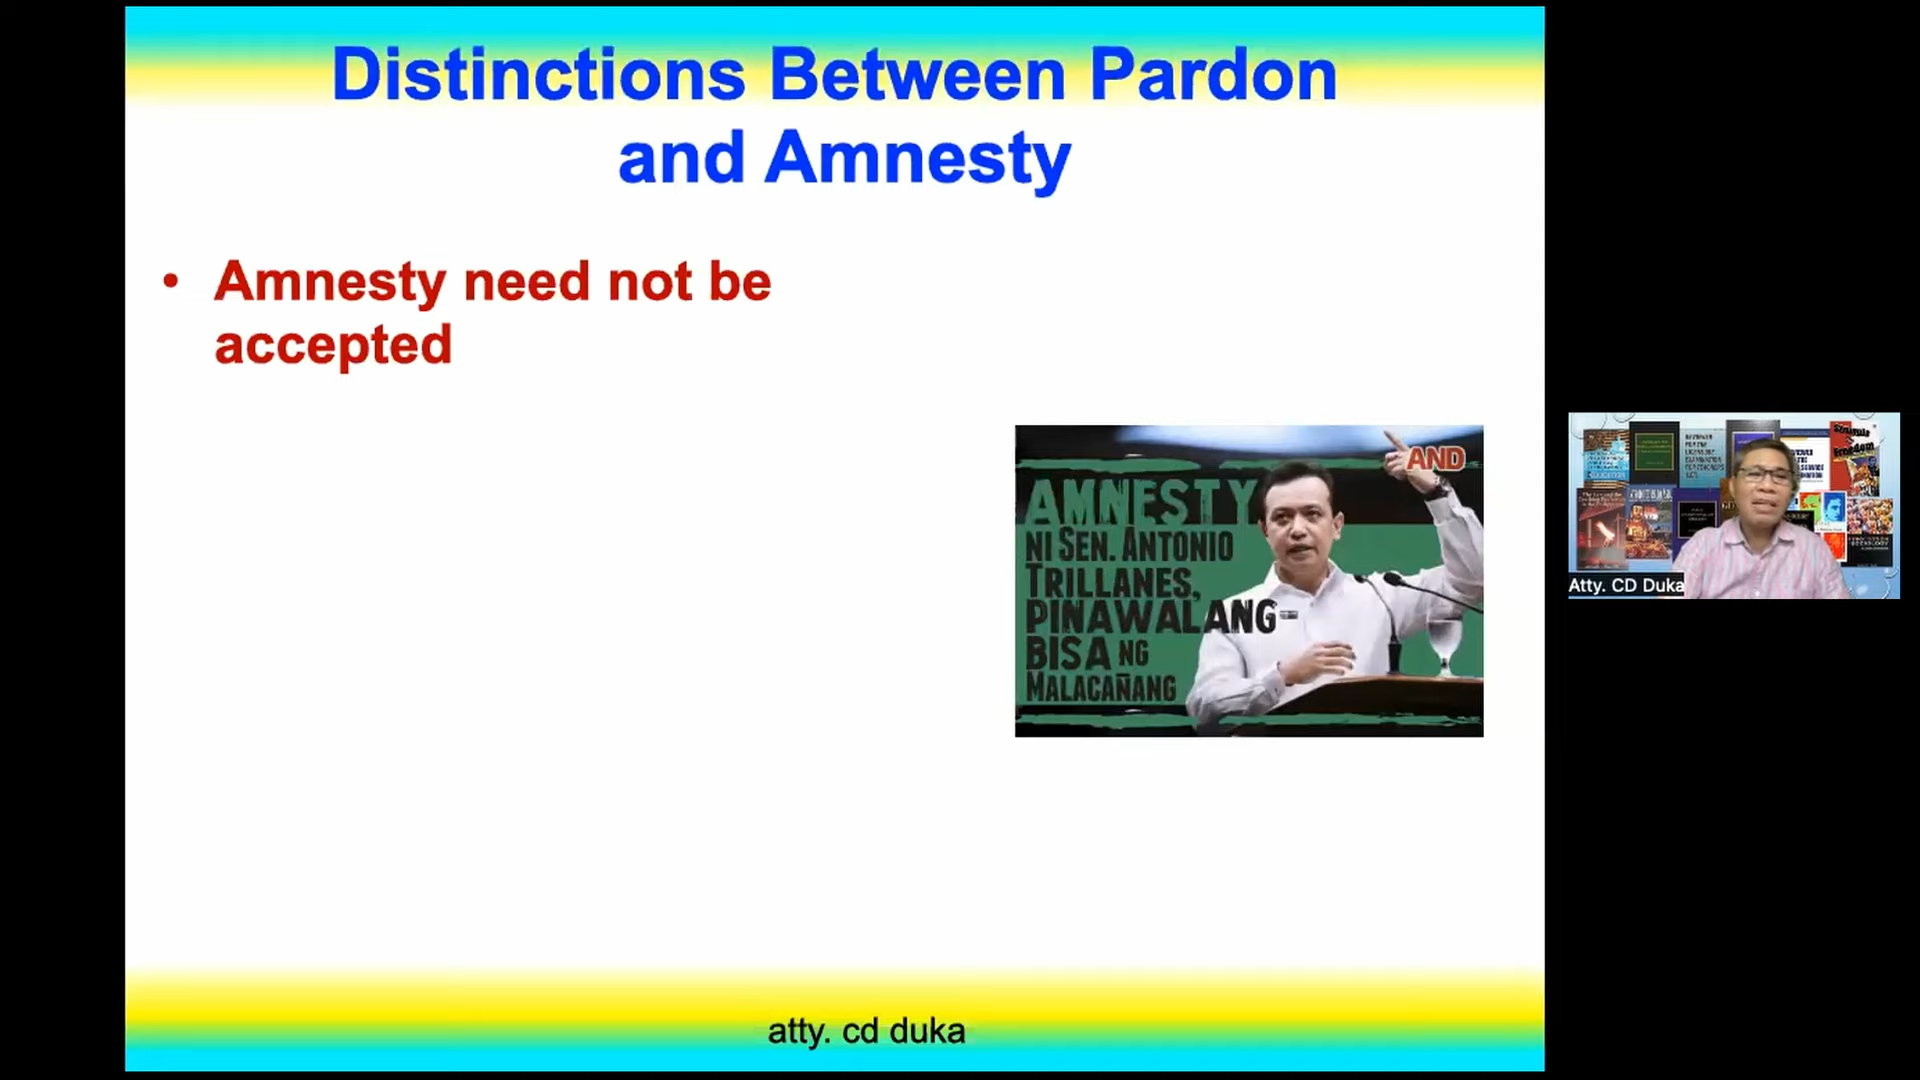 Distinctions Between Pardon
and Amnesty
• Amnesty need not be
accepted
AND
AMNESTY
NI SEN. ANTONIO
TRILLANES,
PINAWALANG-
BISA NG
MALACAÑANG
Atty. CD Duka
atty. cd duka